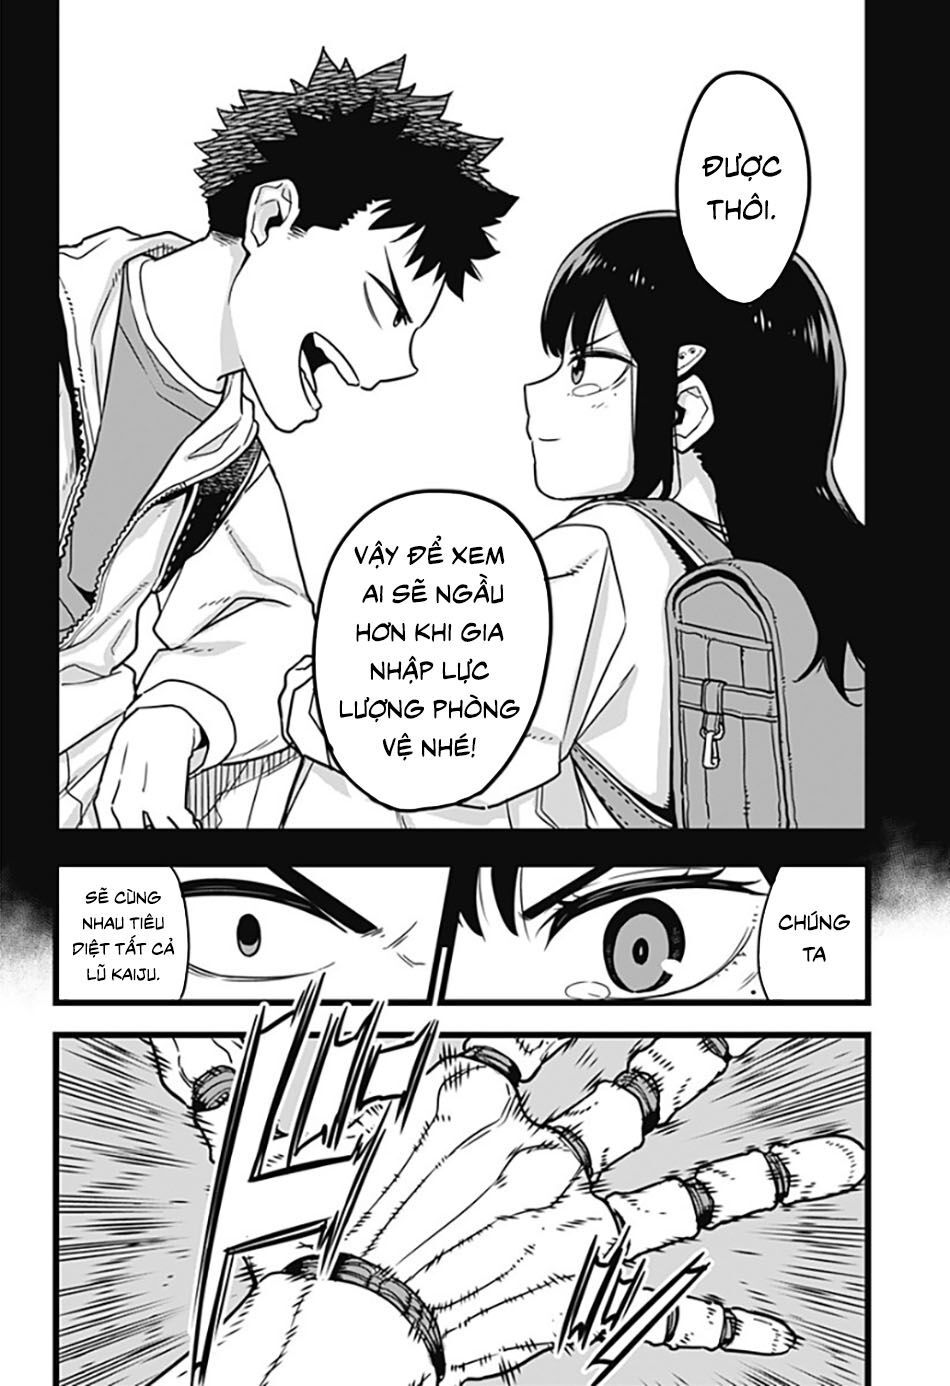 ĐƯỢC
THÔI.
VẬY ĐỂ XEM
AI SẼ NGẦU
HƠN KHI GIA
NHẬP LỰC
LƯỢNG PHÒNG
VỆ NHÉ!
CHÚNG
TA
SẼ CÙNG
NHAU TIÊU
DIỆT TẤT CẢ
LŨ KAIJU.